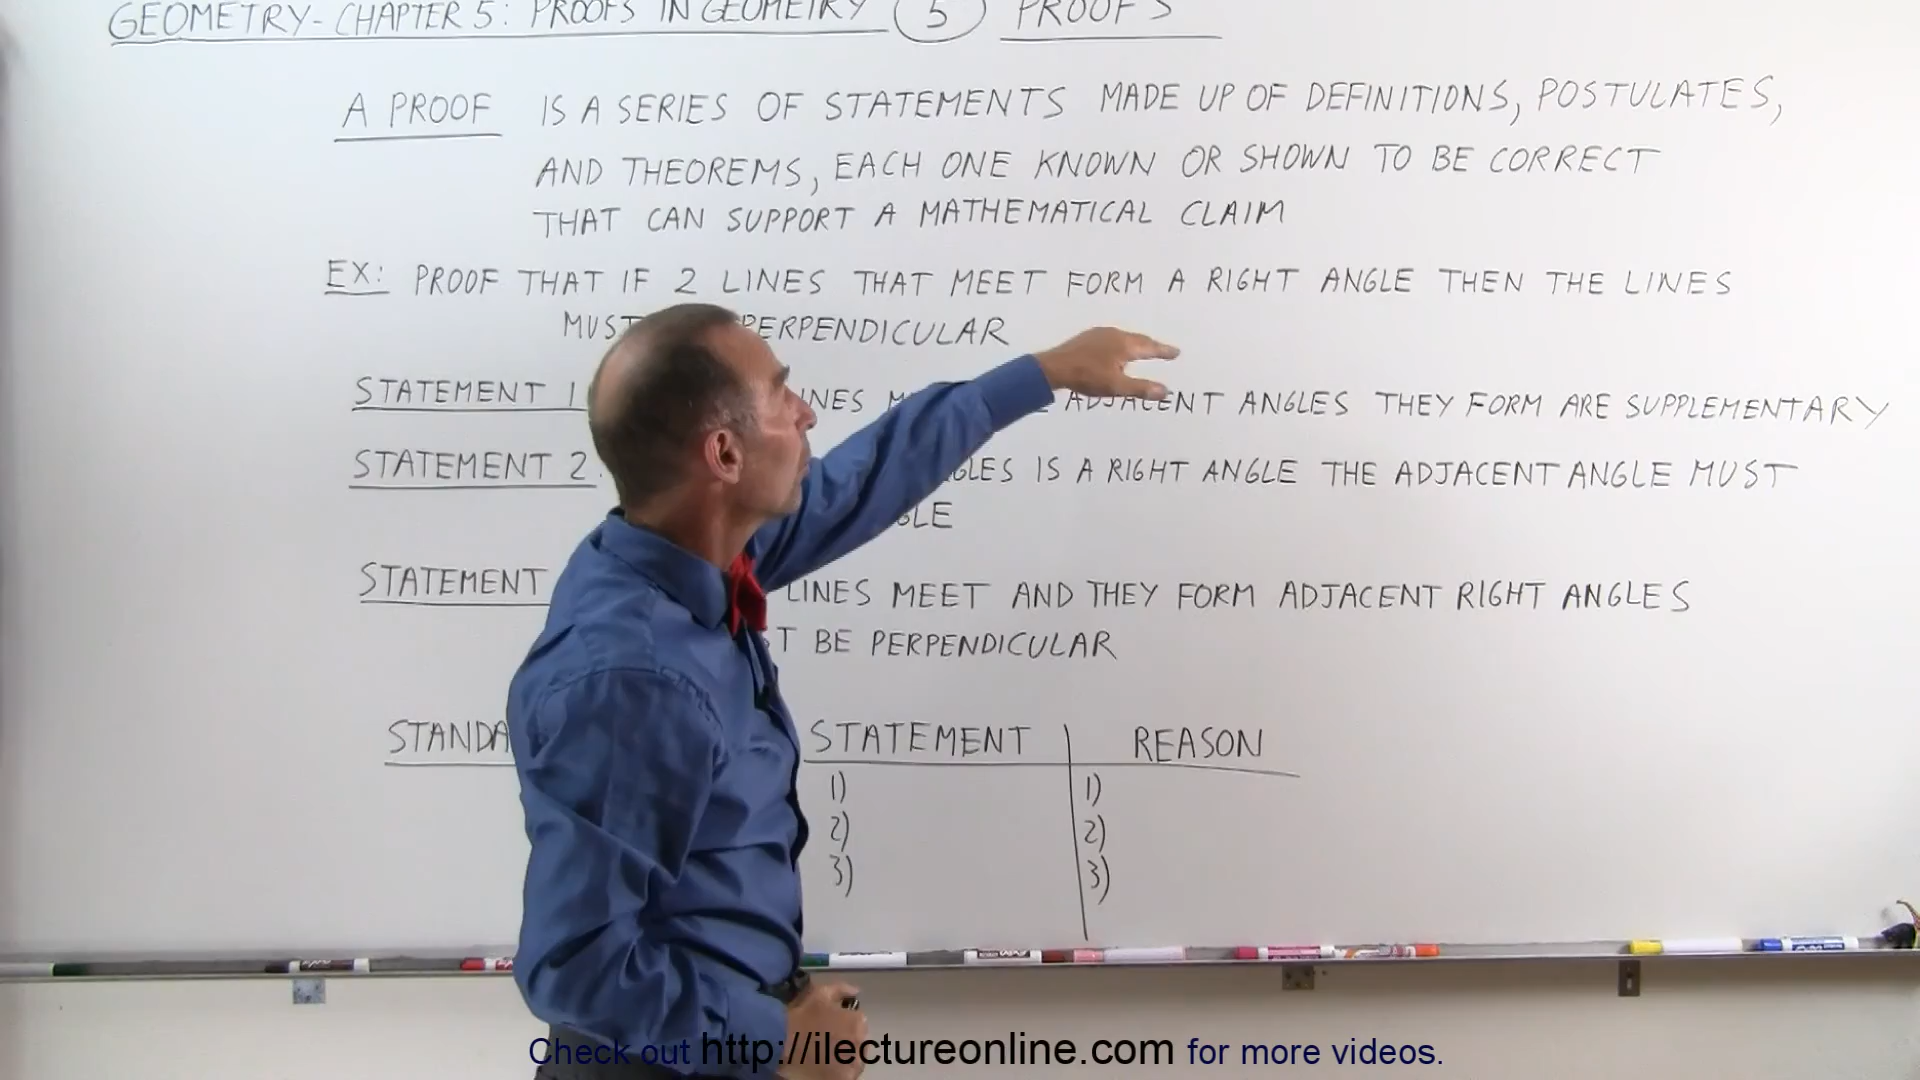 GEOMETRY - CHAPTER 5: PROOFS IN GEOMETRY 5 PROOFS
A PROOF IS A SERIES OF STATEMENTS MADE UP OF DEFINITIONS, POSTULATES,
AND THEOREMS, EACH ONE KNOWN OR SHOWN TO BE CORRECT
THAT CAN SUPPORT A MATHEMATICAL CLAIM
EX: PROOF THAT IF 2 LINES THAT MEET FORM A RIGHT ANGLE THEN THE LINES
MUST PERPENDICULAR
STATEMENT 1 ADJACENT ANGLES THEY FORM ARE SUPPLEMENTARY
STATEMENT 2: IS A RIGHT ANGLE THE ADJACENT ANGLE MUST
STATEMENT LINES MEET AND THEY FORM ADJACENT RIGHT ANGLES
BE PERPENDICULAR
STATEMENT REASON
1) 1)
2) 2)
3) 3)
Check out http://ilectureonline.com for more videos.